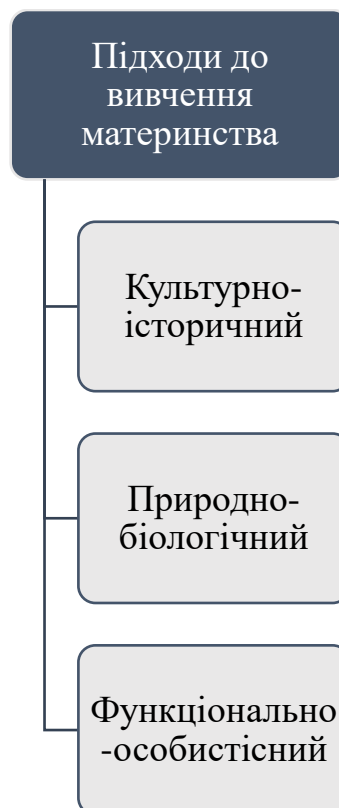 Підходи до
вивчення
материнства
Культурно-
історичний
Природно-
біологічний
Функціонально
-особистісний